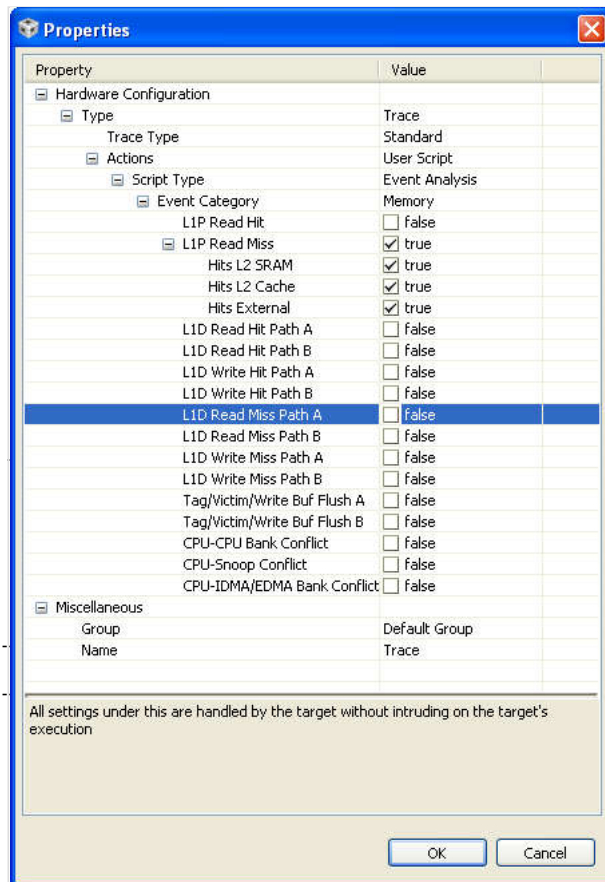 Properties
Property Value
Hardware Configuration
Type Trace
Trace Type Standard
Actions User Script
Script Type Event Analysis
Event Category Memory
L1P Read Hit false
L1P Read Miss true
Hits L2 SRAM true
Hits L2 Cache true
Hits External true
L1D Read Hit Path A false
L1D Read Hit Path B false
L1D Write Hit Path A false
L1D Write Hit Path B false
L1D Read Miss Path A false
L1D Read Miss Path B false
L1D Write Miss Path A false
L1D Write Miss Path B false
Tag/Victim/Write Buf Flush A false
Tag/Victim/Write Buf Flush B false
CPU-CPU Bank Conflict false
CPU-Snoop Conflict false
CPU-IDMA/EDMA Bank Conflict false
Miscellaneous
Group Default Group
Name Trace
All settings under this are handled by the target without intruding on the target's
execution
OK Cancel